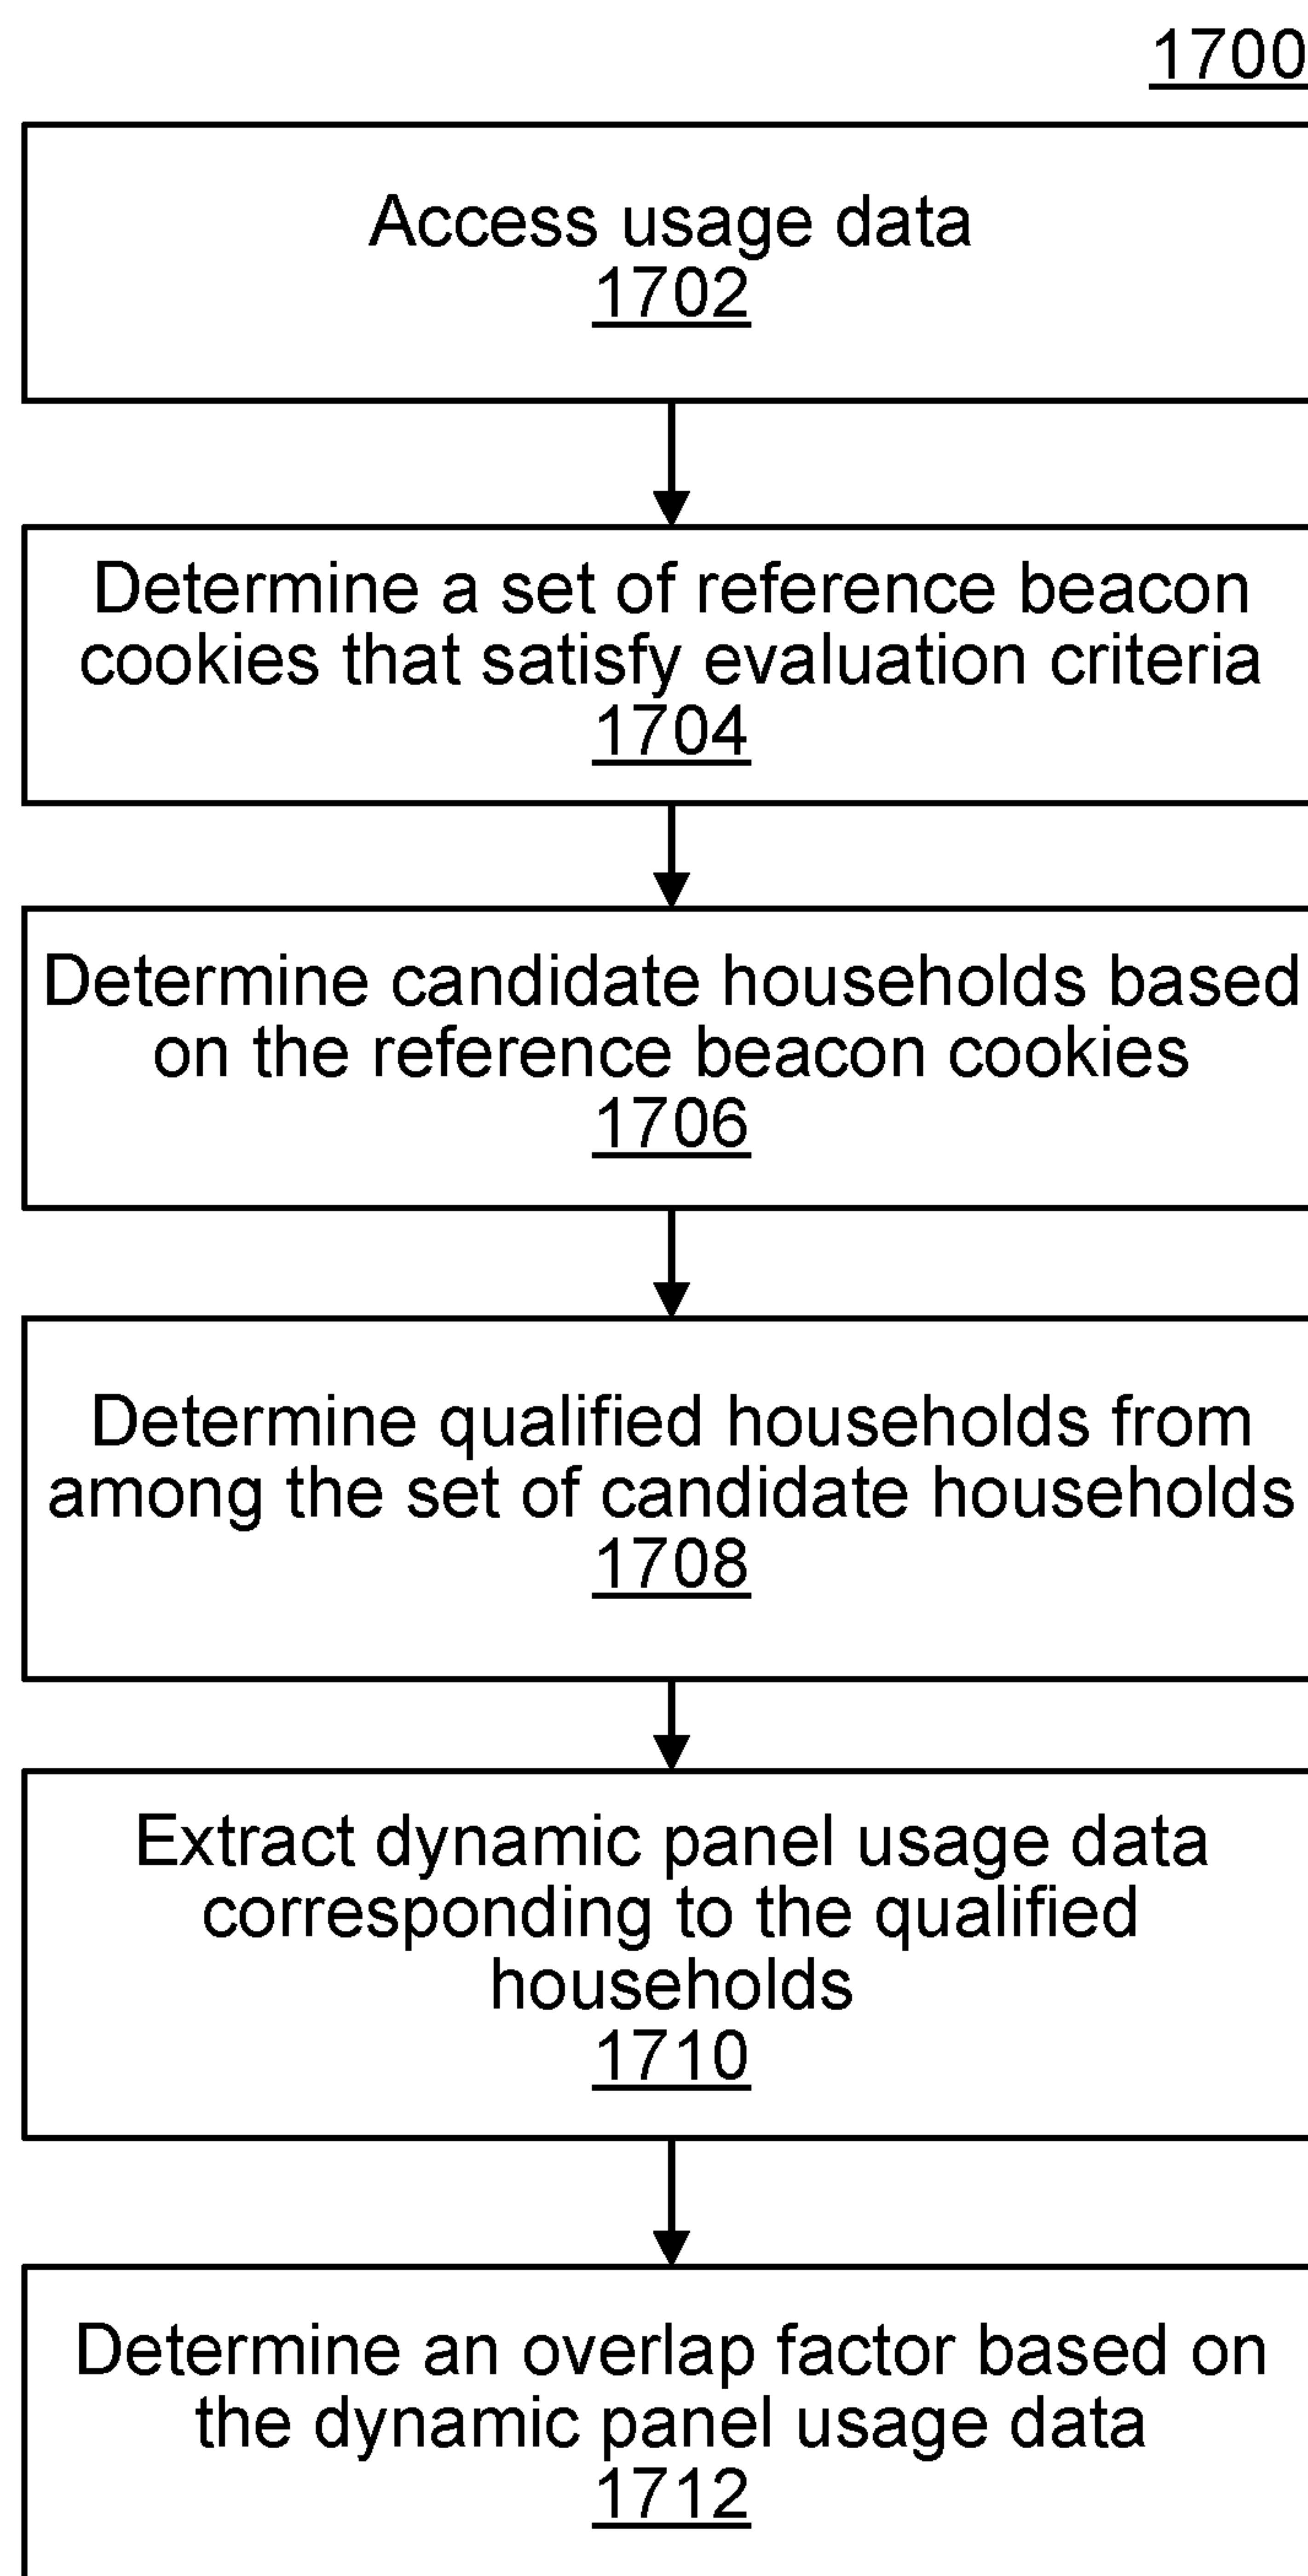 1700
Access usage data
1702
Determine a set of reference beacon
cookies that satisfy evaluation criteria
1704
Determine candidate households based
on the reference beacon cookies
1706
Determine qualified households from
among the set of candidate households
1708
Extract dynamic panel usage data
corresponding to the qualified
households
1710
Determine an overlap factor based on
the dynamic panel usage data
1712